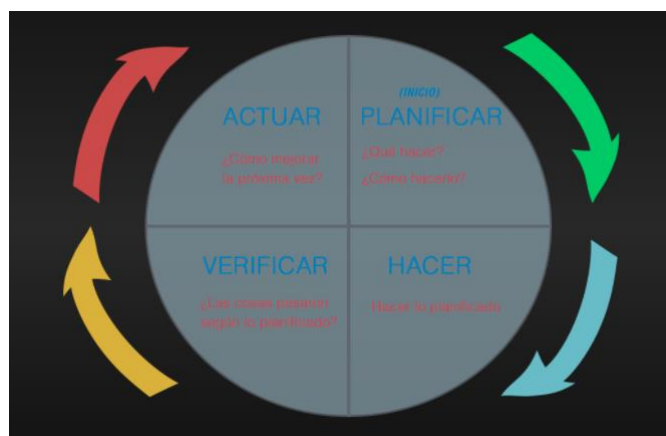 (INICIO)
PLANIFICAR
¿Qué hacer?
¿Cómo hacerlo?
HACER
Hacer lo planificado
VERIFICAR
¿Las cosas pasaron
según lo planificado?
ACTUAR
¿Cómo mejorar
la próxima vez?